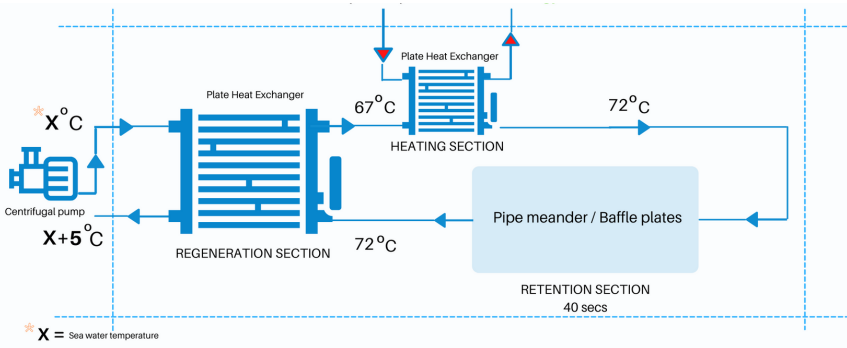 Plate Heat Exchanger
Plate Heat Exchanger
*X°C
67°C
72°C
HEATING SECTION
Centrifugal pump
Pipe meander / Baffle plates
X+5°C
REGENERATION SECTION
72°C
RETENTION SECTION
40 secs
*X = Sea water temperature